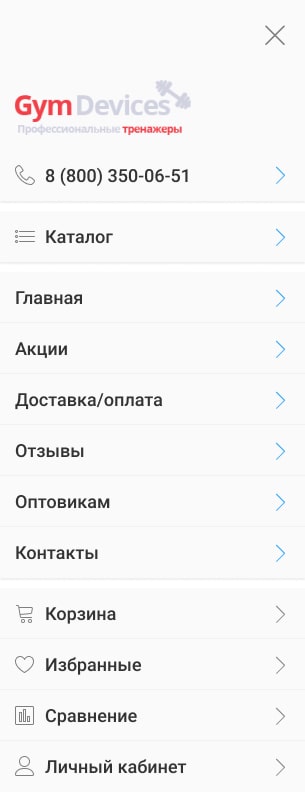 Gym Devices
Профессиональные тренажеры
8 (800) 350-06-51
Каталог
Главная
Акции
Доставка/оплата
Отзывы
Оптовикам
Контакты
Корзина
Избранные
Сравнение
Личный кабинет